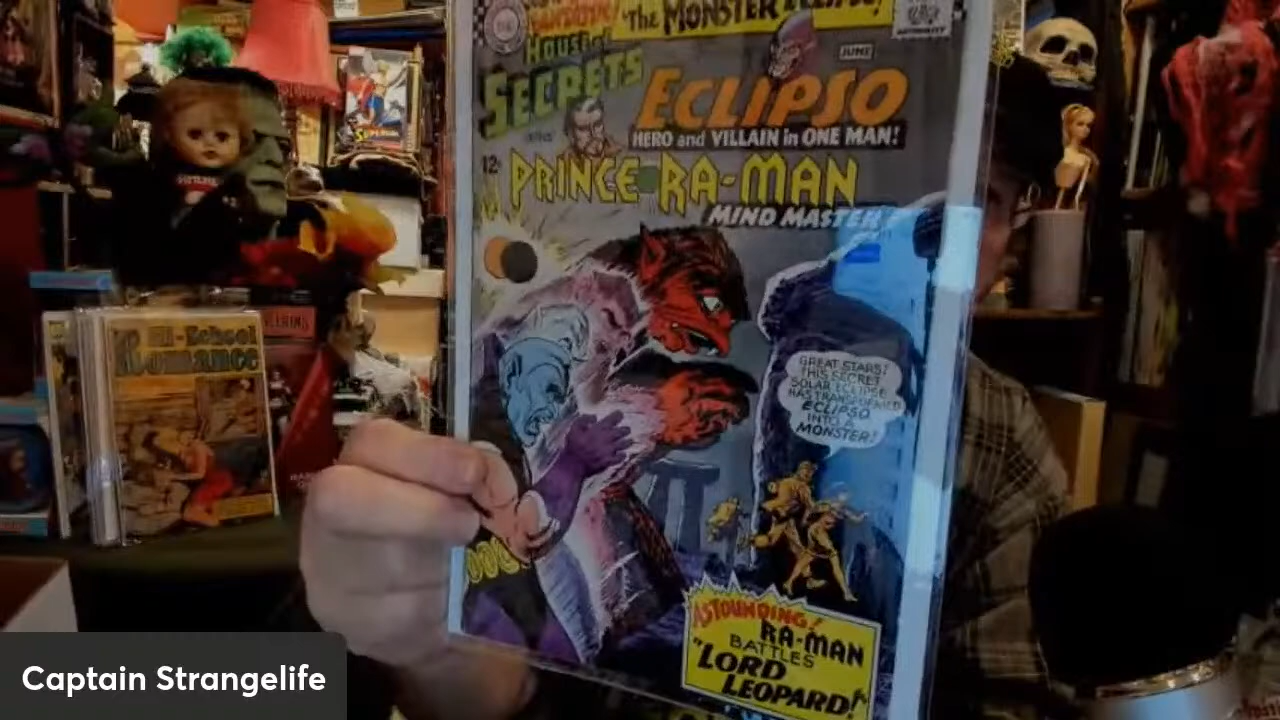 "The MONSTER ECLIPSE!"
House of
SECRETS
JUNE
AUTHORITY
ECLIPSO
HERO and VILLAIN in ONE MAN!
12¢
PRINCE RA-MAN
MIND MASTER
GREAT STARS!
THIS SECRET
SOLAR ECLIPSE
HAS TRANSFORMED
ECLIPSO
INTO A
MONSTER!
ASTOUNDING!
RA-MAN
BATTLES
"LORD
LEOPARD!"
Hi-School
Romance
Captain Strangelife